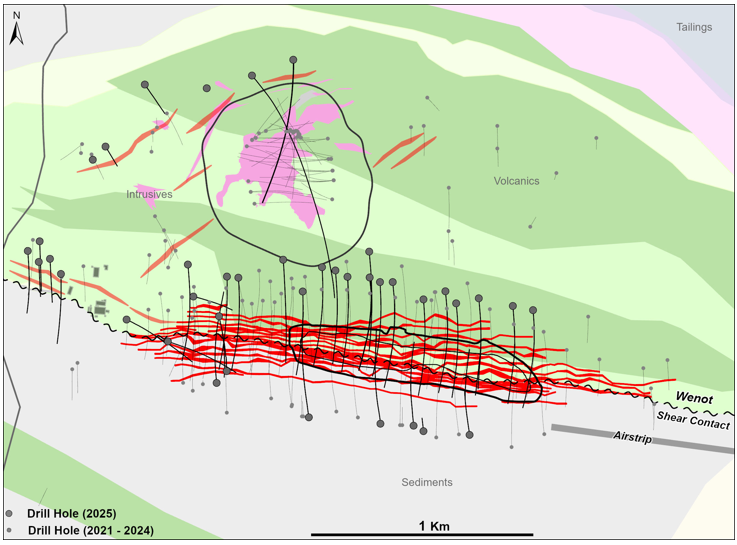 N
Tailings
Volcanics
Intrusives
Wenot
Shear Contact
Airstrip
Sediments
Drill Hole (2025)
Drill Hole (2021 - 2024)
1 Km